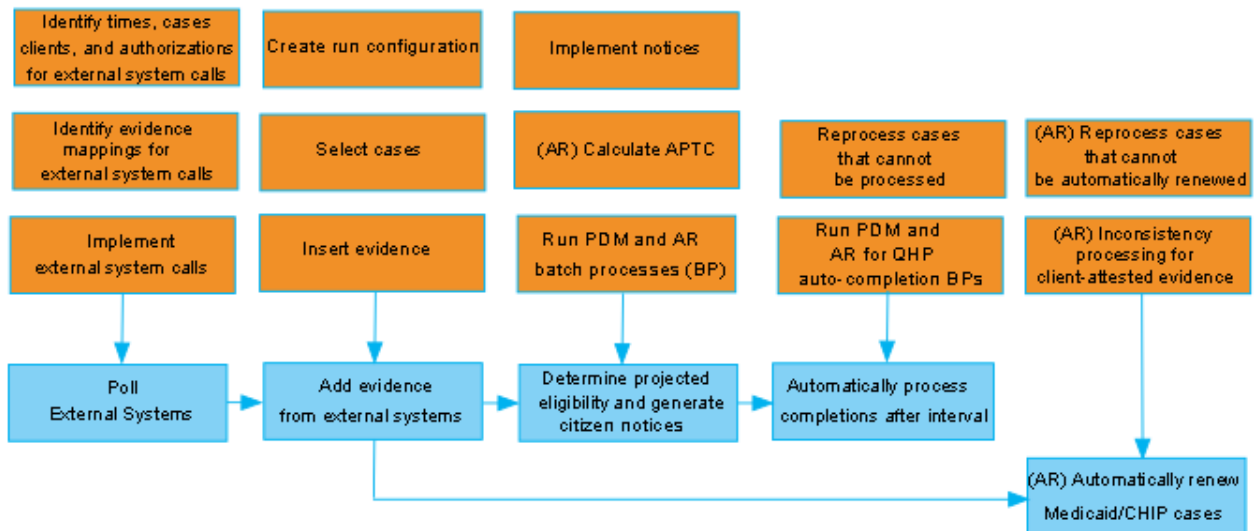 Identify times, cases
clients, and authorizations
for external system calls
Create run configuration
Implement notices
Identify evidence
mappings for
external system calls
Select cases
(AR) Calculate APTC
Reprocess cases
that cannot
be processed
(AR) Reprocess cases
that cannot
be automatically renewed
Implement
external system calls
Insert evidence
Run PDM and AR
batch processes (BP)
Run PDM and
AR for QHP
auto-completion BPs
(AR) Inconsistency
processing for
client-attested evidence
Poll
External Systems
Add evidence
from external systems
Determine projected
eligibility and generate
citizen notices
Automatically process
completions after interval
(AR) Automatically renew
Medicaid/CHIP cases